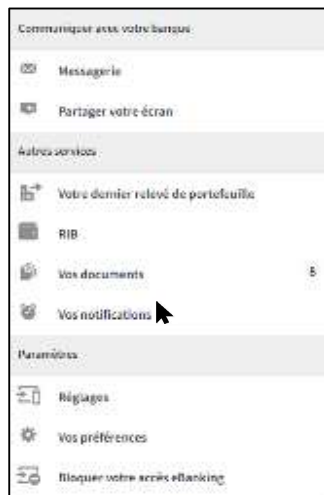 Communiquer avec votre banque
Messagerie
Partager votre écran
Autres services
Votre dernier relevé de portefeuille
RIB
Vos documents
Vos notifications
Paramètres
Réglages
Vos préférences
Bloquer votre accès eBanking